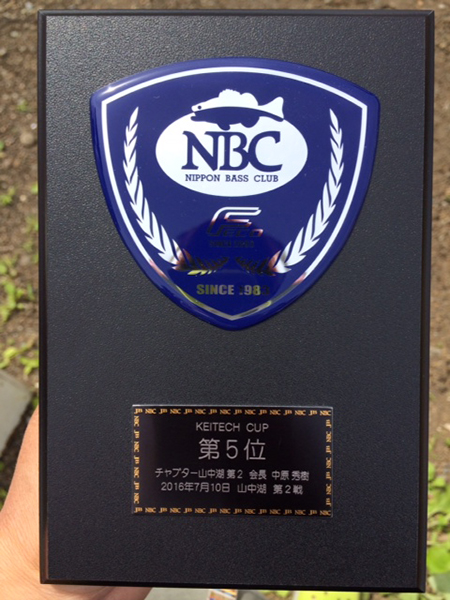 NBC
NIPPON BASS CLUB
SINCE .98
KEITECH CUP
第5位
チャプター山中湖 第2 会長 中原 秀樹
2016年7月10日 山中湖 第2戦